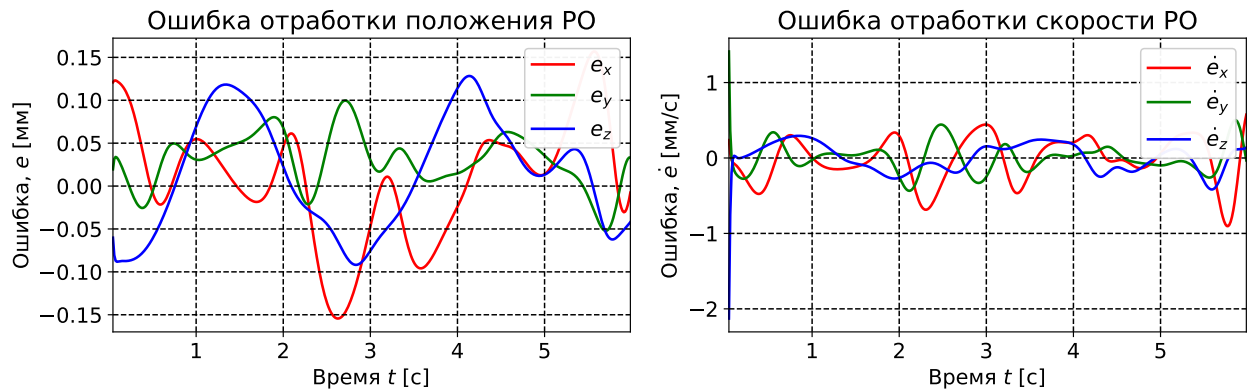 Ошибка отработки положения РО
Ошибка, e [мм]
0.15
0.10
0.05
0.00
−0.05
−0.10
−0.15
e_x
e_y
e_z
1 2 3 4 5
Время t [с]
Ошибка отработки скорости РО
Ошибка, ė [мм/с]
1
0
−1
−2
ė_x
ė_y
ė_z
1 2 3 4 5
Время t [с]